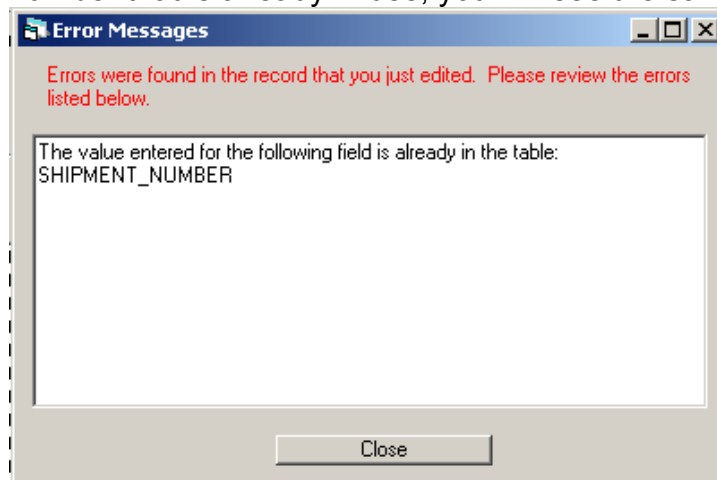 Error Messages
Errors were found in the record that you just edited.  Please review the errors
listed below.
The value entered for the following field is already in the table:
SHIPMENT_NUMBER
Close